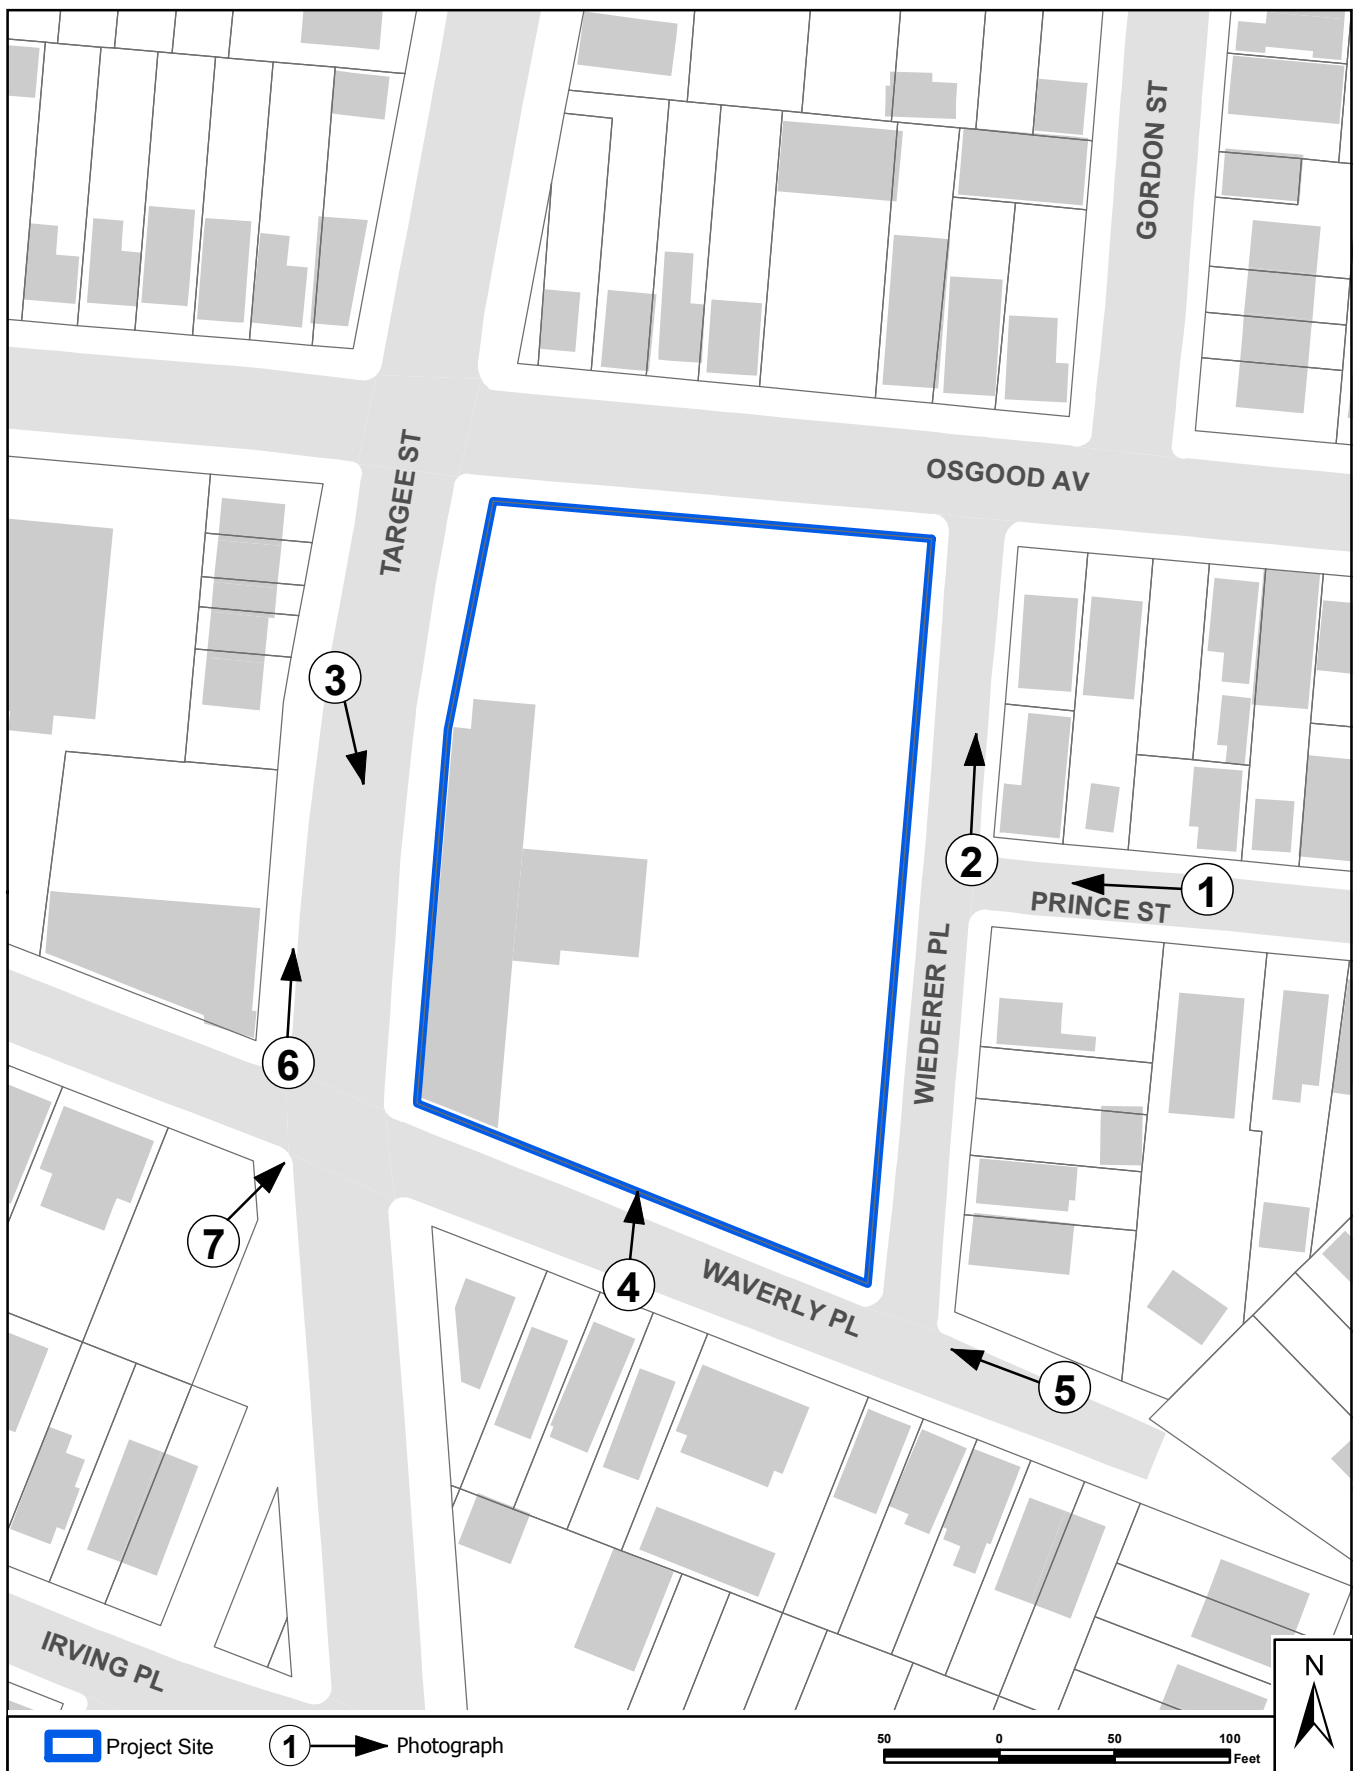 GORDON ST
TARGEE ST
OSGOOD AV
3
2
1
PRINCE ST
WIEDERER PL
6
7
4
WAVERLY PL
5
IRVING PL
N
Project Site
1 Photograph
50 0 50 100
Feet